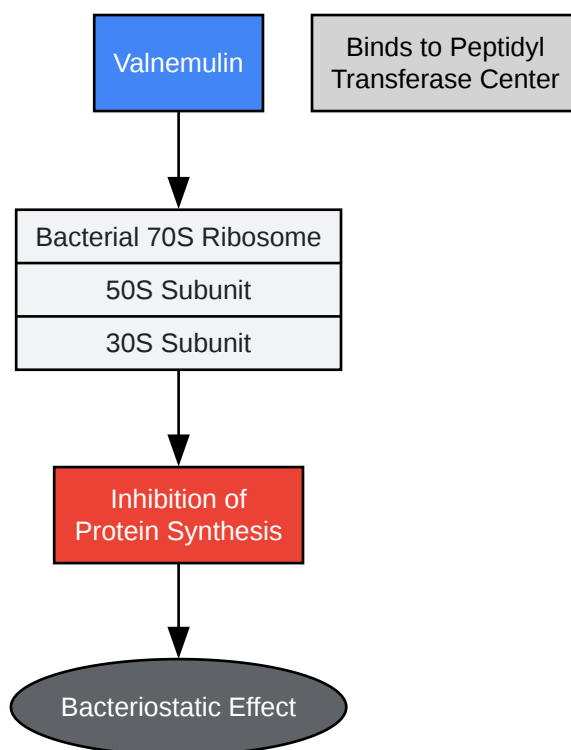 Valnemulin
Binds to Peptidyl
Transferase Center
Bacterial 70S Ribosome
50S Subunit
30S Subunit
Inhibition of
Protein Synthesis
Bacteriostatic Effect